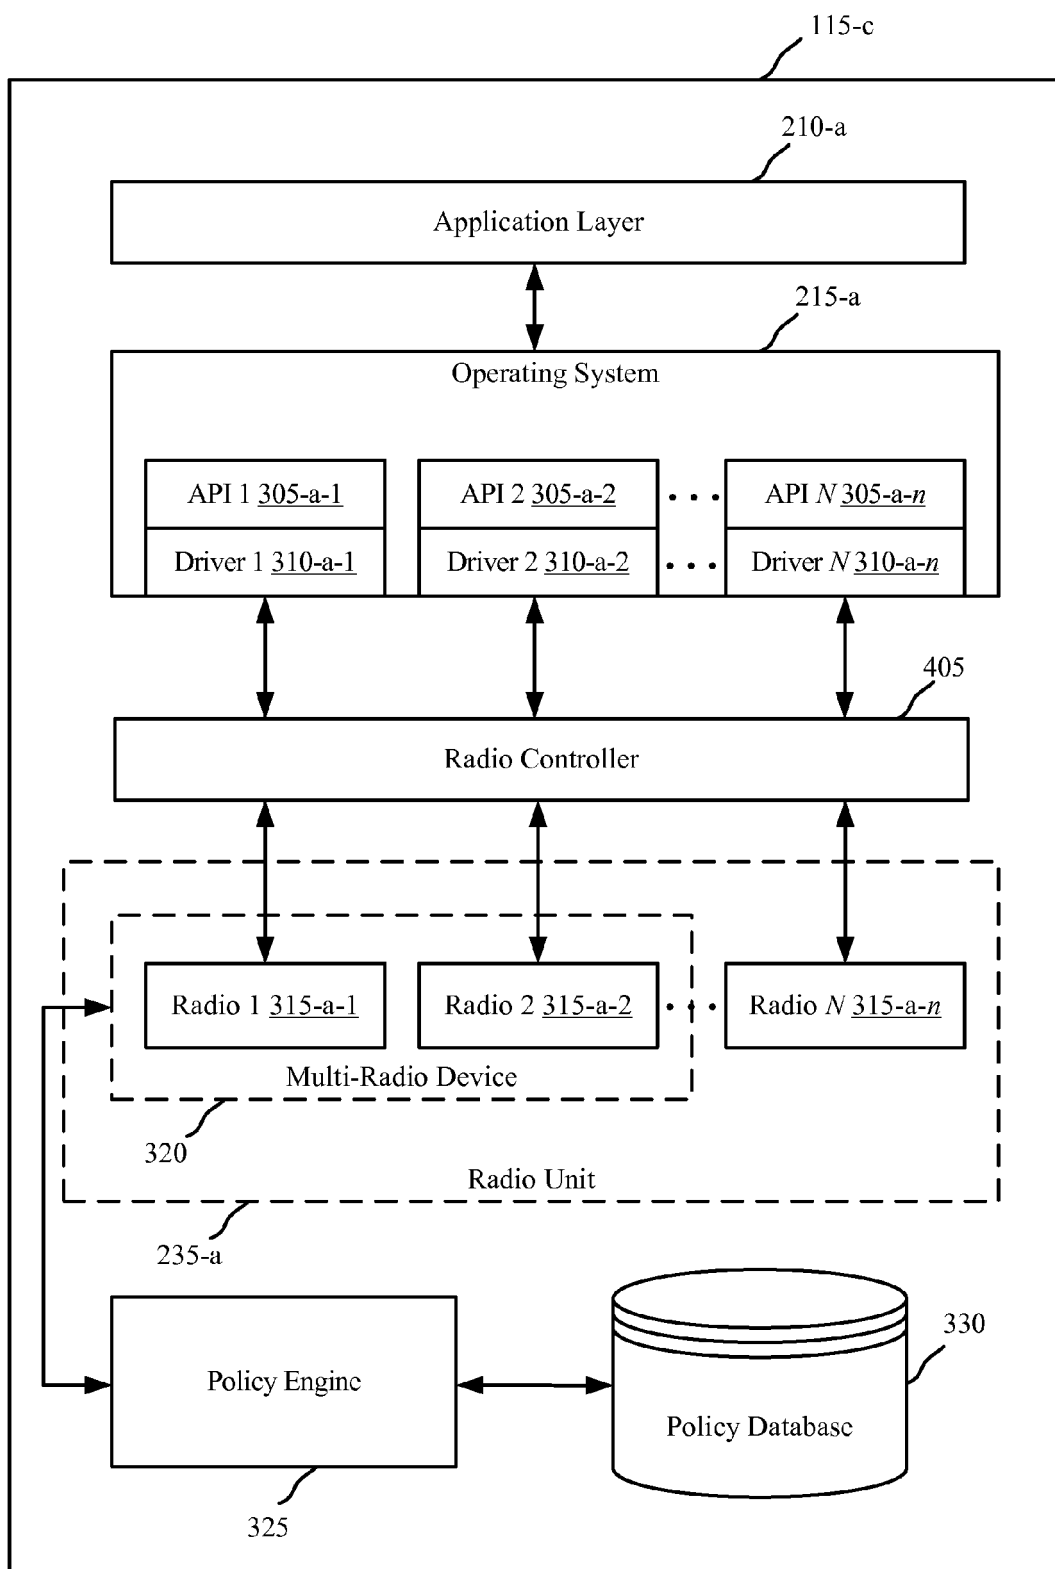 115-c
210-a
Application Layer
215-a
Operating System
API 1 305-a-1
API 2 305-a-2
API N 305-a-n
Driver 1 310-a-1
Driver 2 310-a-2
Driver N 310-a-n
405
Radio Controller
Radio 1 315-a-1
Radio 2 315-a-2
Radio N 315-a-n
Multi-Radio Device
320
Radio Unit
235-a
330
Policy Engine
Policy Database
325